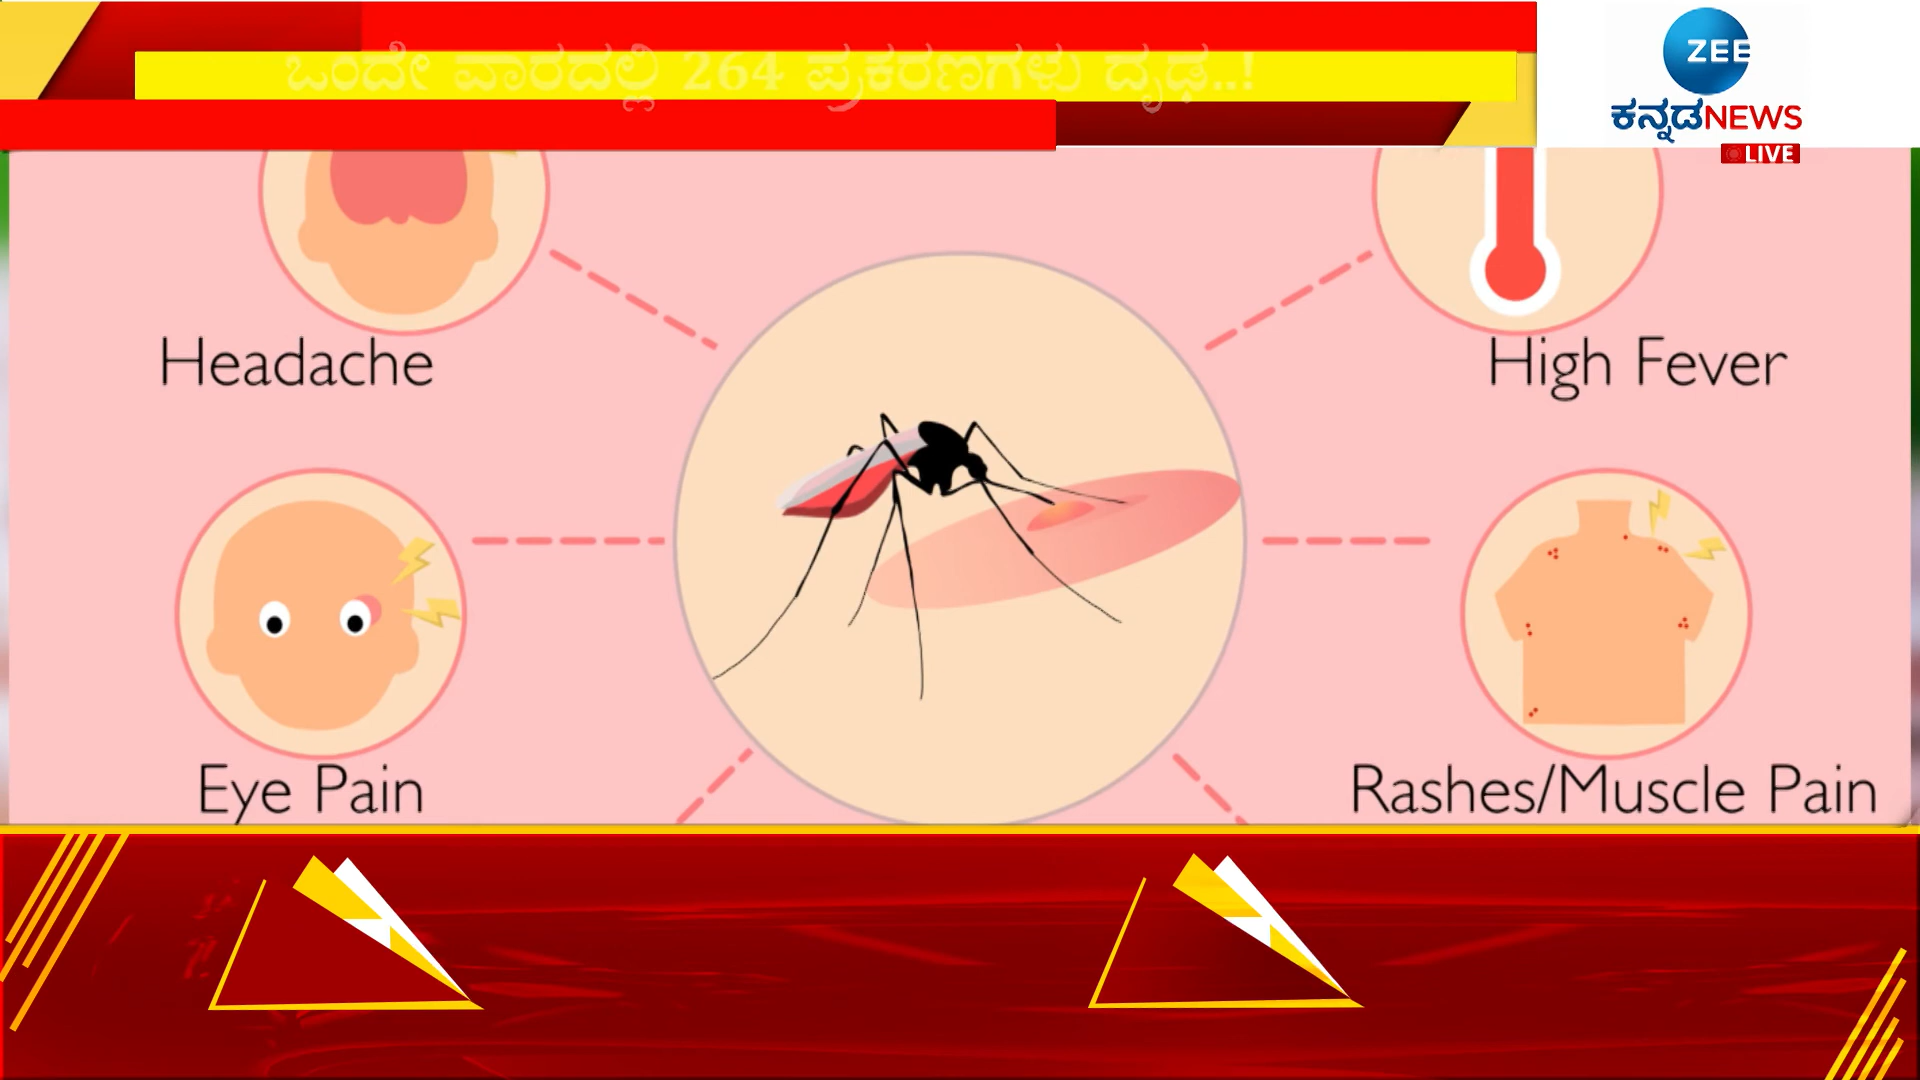 ಒಂದೇ ವಾರದಲ್ಲಿ 264 ಪ್ರಕರಣಗಳು ದೃಢ..!
ZEE
ಕನ್ನಡNEWS
LIVE
Headache
High Fever
Eye Pain
Rashes/Muscle Pain